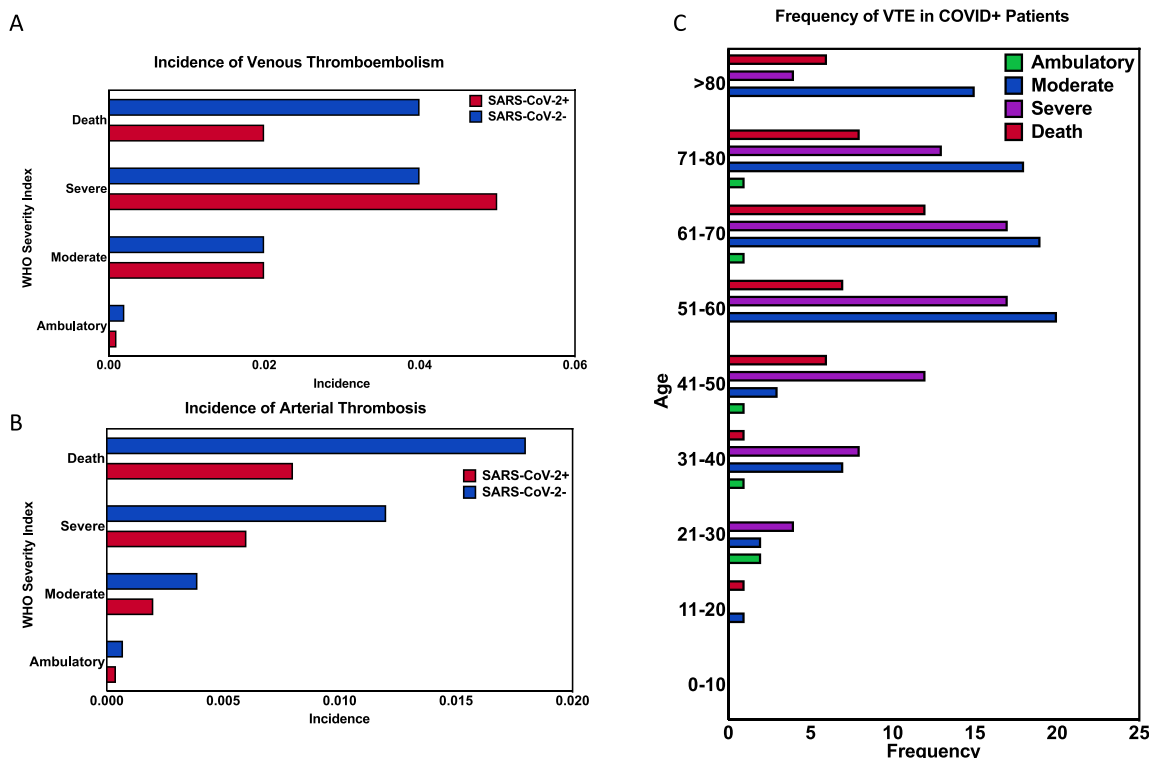 A
Incidence of Venous Thromboembolism
SARS-CoV-2+
SARS-CoV-2-
WHO Severity Index
Death
Severe
Moderate
Ambulatory
0.00 0.02 0.04 0.06
Incidence
B
Incidence of Arterial Thrombosis
SARS-CoV-2+
SARS-CoV-2-
WHO Severity Index
Death
Severe
Moderate
Ambulatory
0.000 0.005 0.010 0.015 0.020
Incidence
C
Frequency of VTE in COVID+ Patients
Ambulatory
Moderate
Severe
Death
Age
>80
71-80
61-70
51-60
41-50
31-40
21-30
11-20
0-10
0 5 10 15 20 25
Frequency